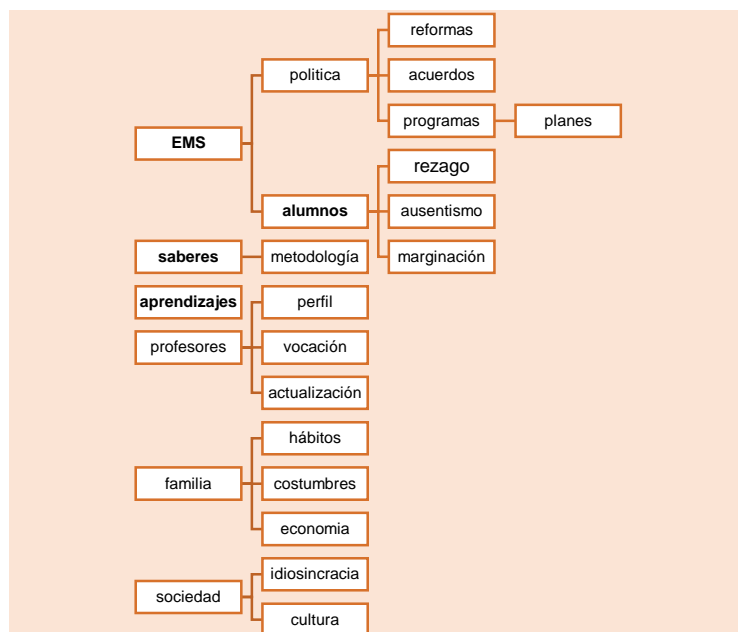 reformas
politica
acuerdos
programas
planes
EMS
rezago
alumnos
ausentismo
saberes
metodología
marginación
aprendizajes
perfil
profesores
vocación
actualización
hábitos
familia
costumbres
economia
idiosincracia
sociedad
cultura